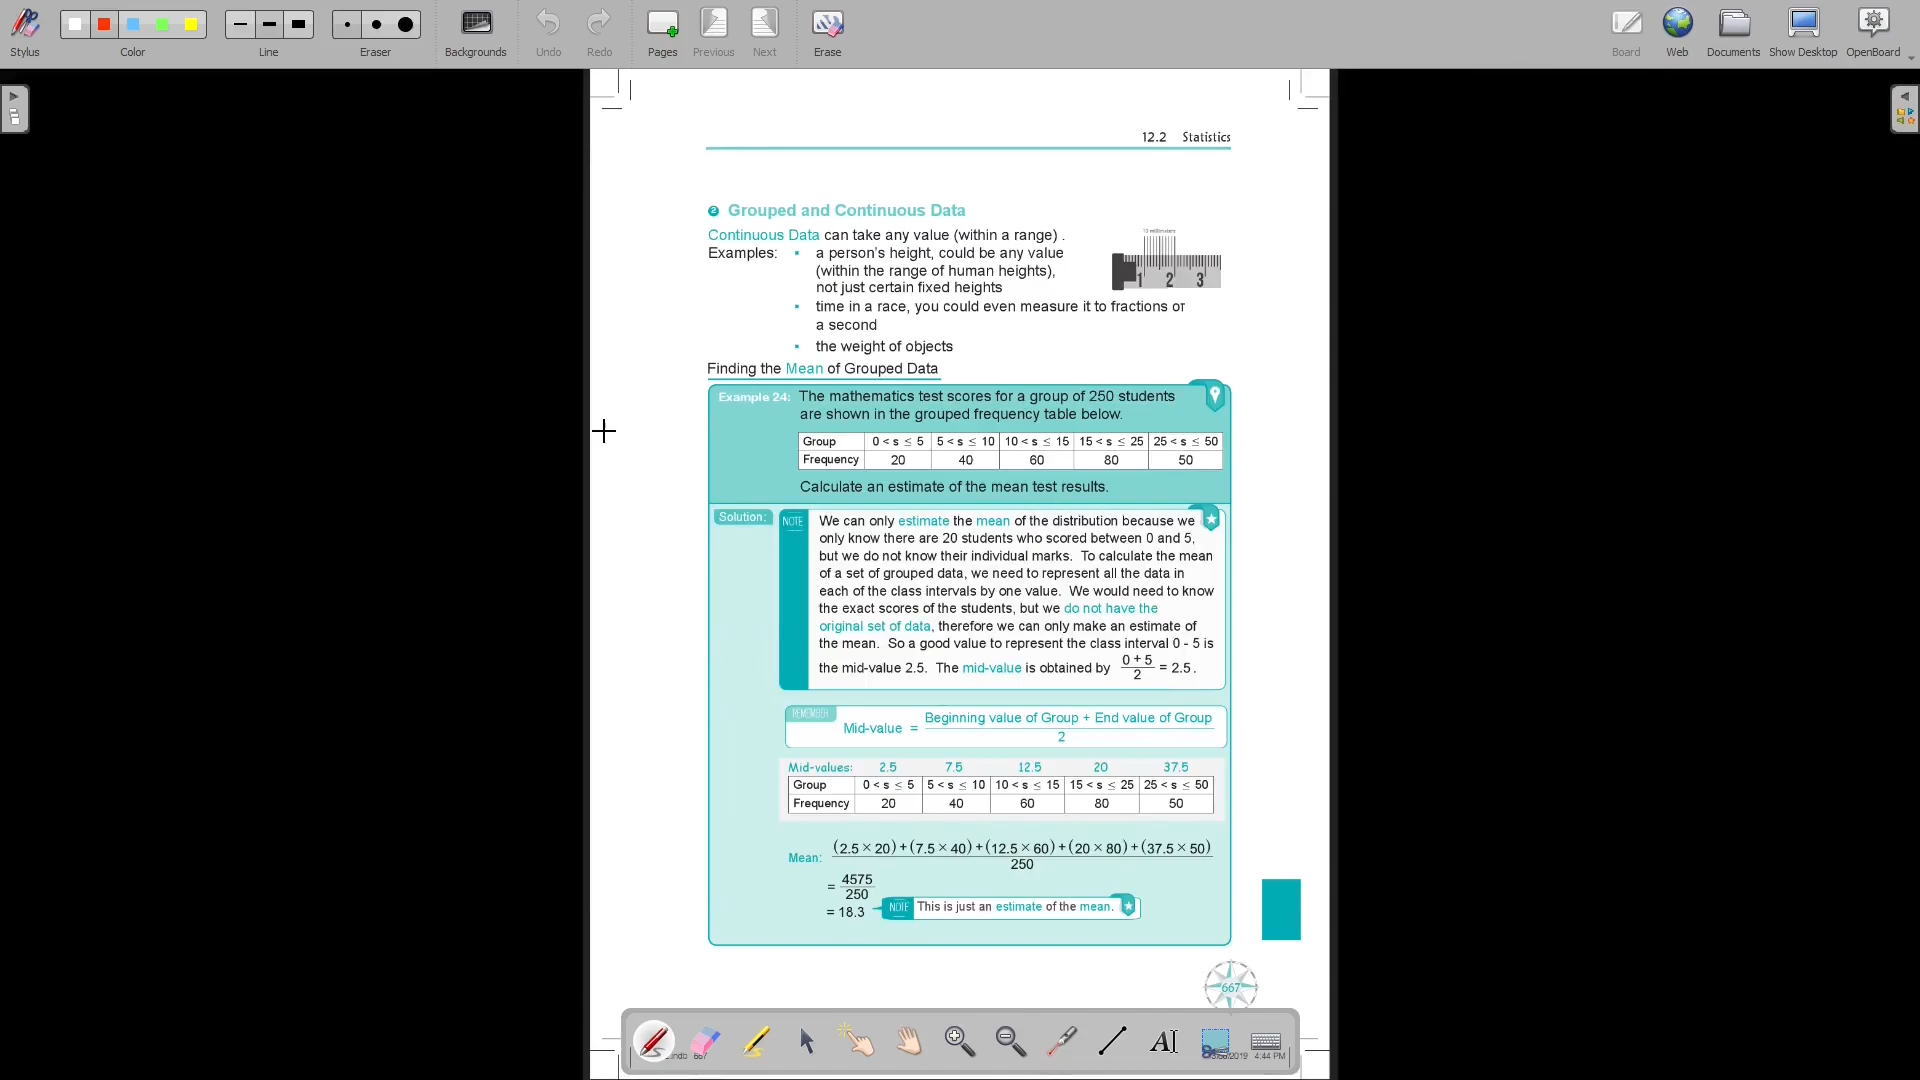 Stylus Color Line Eraser Backgrounds Undo Redo Pages Previous Next Erase Board Web Documents Show Desktop OpenBoard
12.2 Statistics
2 Grouped and Continuous Data
Continuous Data can take any value (within a range) .
10 millimeters
Examples: ▪ a person's height, could be any value
(within the range of human heights),
not just certain fixed heights
1 2 3
▪ time in a race, you could even measure it to fractions or
a second
▪ the weight of objects
Finding the Mean of Grouped Data
Example 24: The mathematics test scores for a group of 250 students
are shown in the grouped frequency table below.
Group 0 < s ≤ 5 5 < s ≤ 10 10 < s ≤ 15 15 < s ≤ 25 25 < s ≤ 50
Frequency 20 40 60 80 50
Calculate an estimate of the mean test results.
Solution:
NOTE We can only estimate the mean of the distribution because we
only know there are 20 students who scored between 0 and 5,
but we do not know their individual marks. To calculate the mean
of a set of grouped data, we need to represent all the data in
each of the class intervals by one value. We would need to know
the exact scores of the students, but we do not have the
original set of data, therefore we can only make an estimate of
the mean. So a good value to represent the class interval 0 - 5 is
the mid-value 2.5. The mid-value is obtained by (0 + 5)/2 = 2.5 .
REMEMBER
Mid-value = (Beginning value of Group + End value of Group)/2
Mid-values: 2.5 7.5 12.5 20 37.5
Group 0 < s ≤ 5 5 < s ≤ 10 10 < s ≤ 15 15 < s ≤ 25 25 < s ≤ 50
Frequency 20 40 60 80 50
Mean: ((2.5 × 20) + (7.5 × 40) + (12.5 × 60) + (20 × 80) + (37.5 × 50))/250
= 4575/250
= 18.3 NOTE This is just an estimate of the mean.
667
.indb 667 2019 4:44 PM